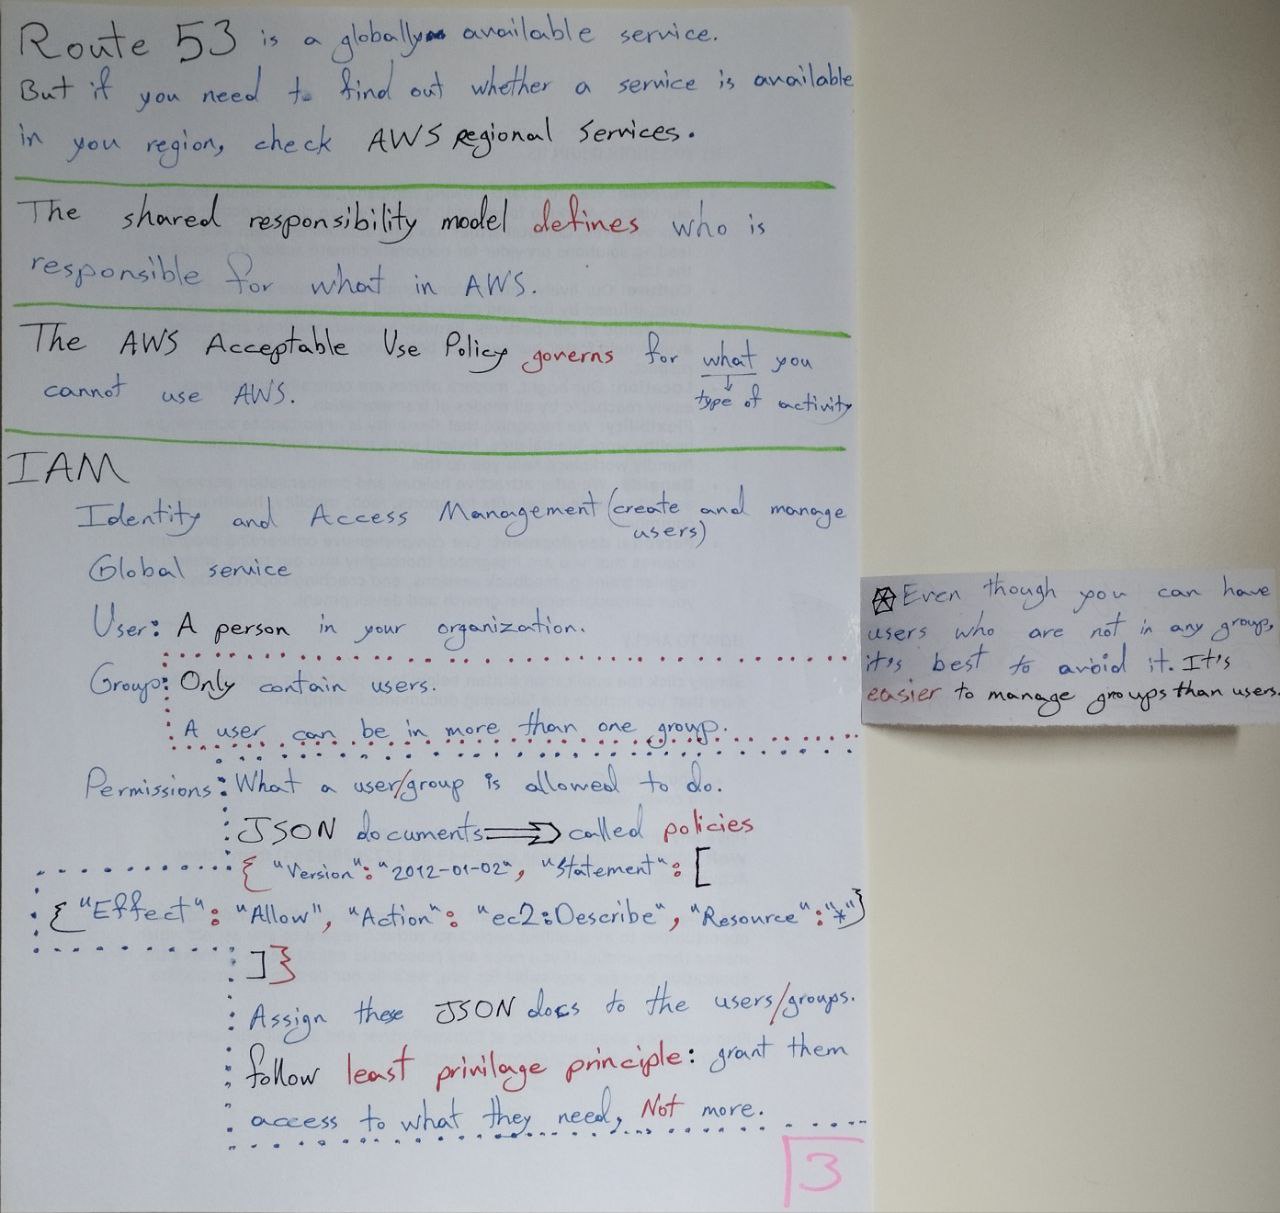 Route 53 is a globally available service.
But if you need to find out whether a service is available
in you region, check AWS Regional Services.
The shared responsibility model defines who is
responsible for what in AWS.
The AWS Acceptable Use Policy governs for what you
cannot use AWS.
type of activity
IAM
Identity and Access Management (create and manage
users)
Global service
User: A person in your organization.
Group: Only contain users.
A user can be in more than one group.
Even though you can have
users who are not in any group,
it's best to avoid it. It's
easier to manage groups than users.
Permissions: What a user/group is allowed to do.
JSON documents ⟹ called policies
{ "Version": "2012-01-02", "Statement": [
{ "Effect": "Allow", "Action": "ec2:Describe", "Resource": "*" }
]}
Assign these JSON docs to the users/groups.
follow least privilage principle: grant them
access to what they need, Not more.
3